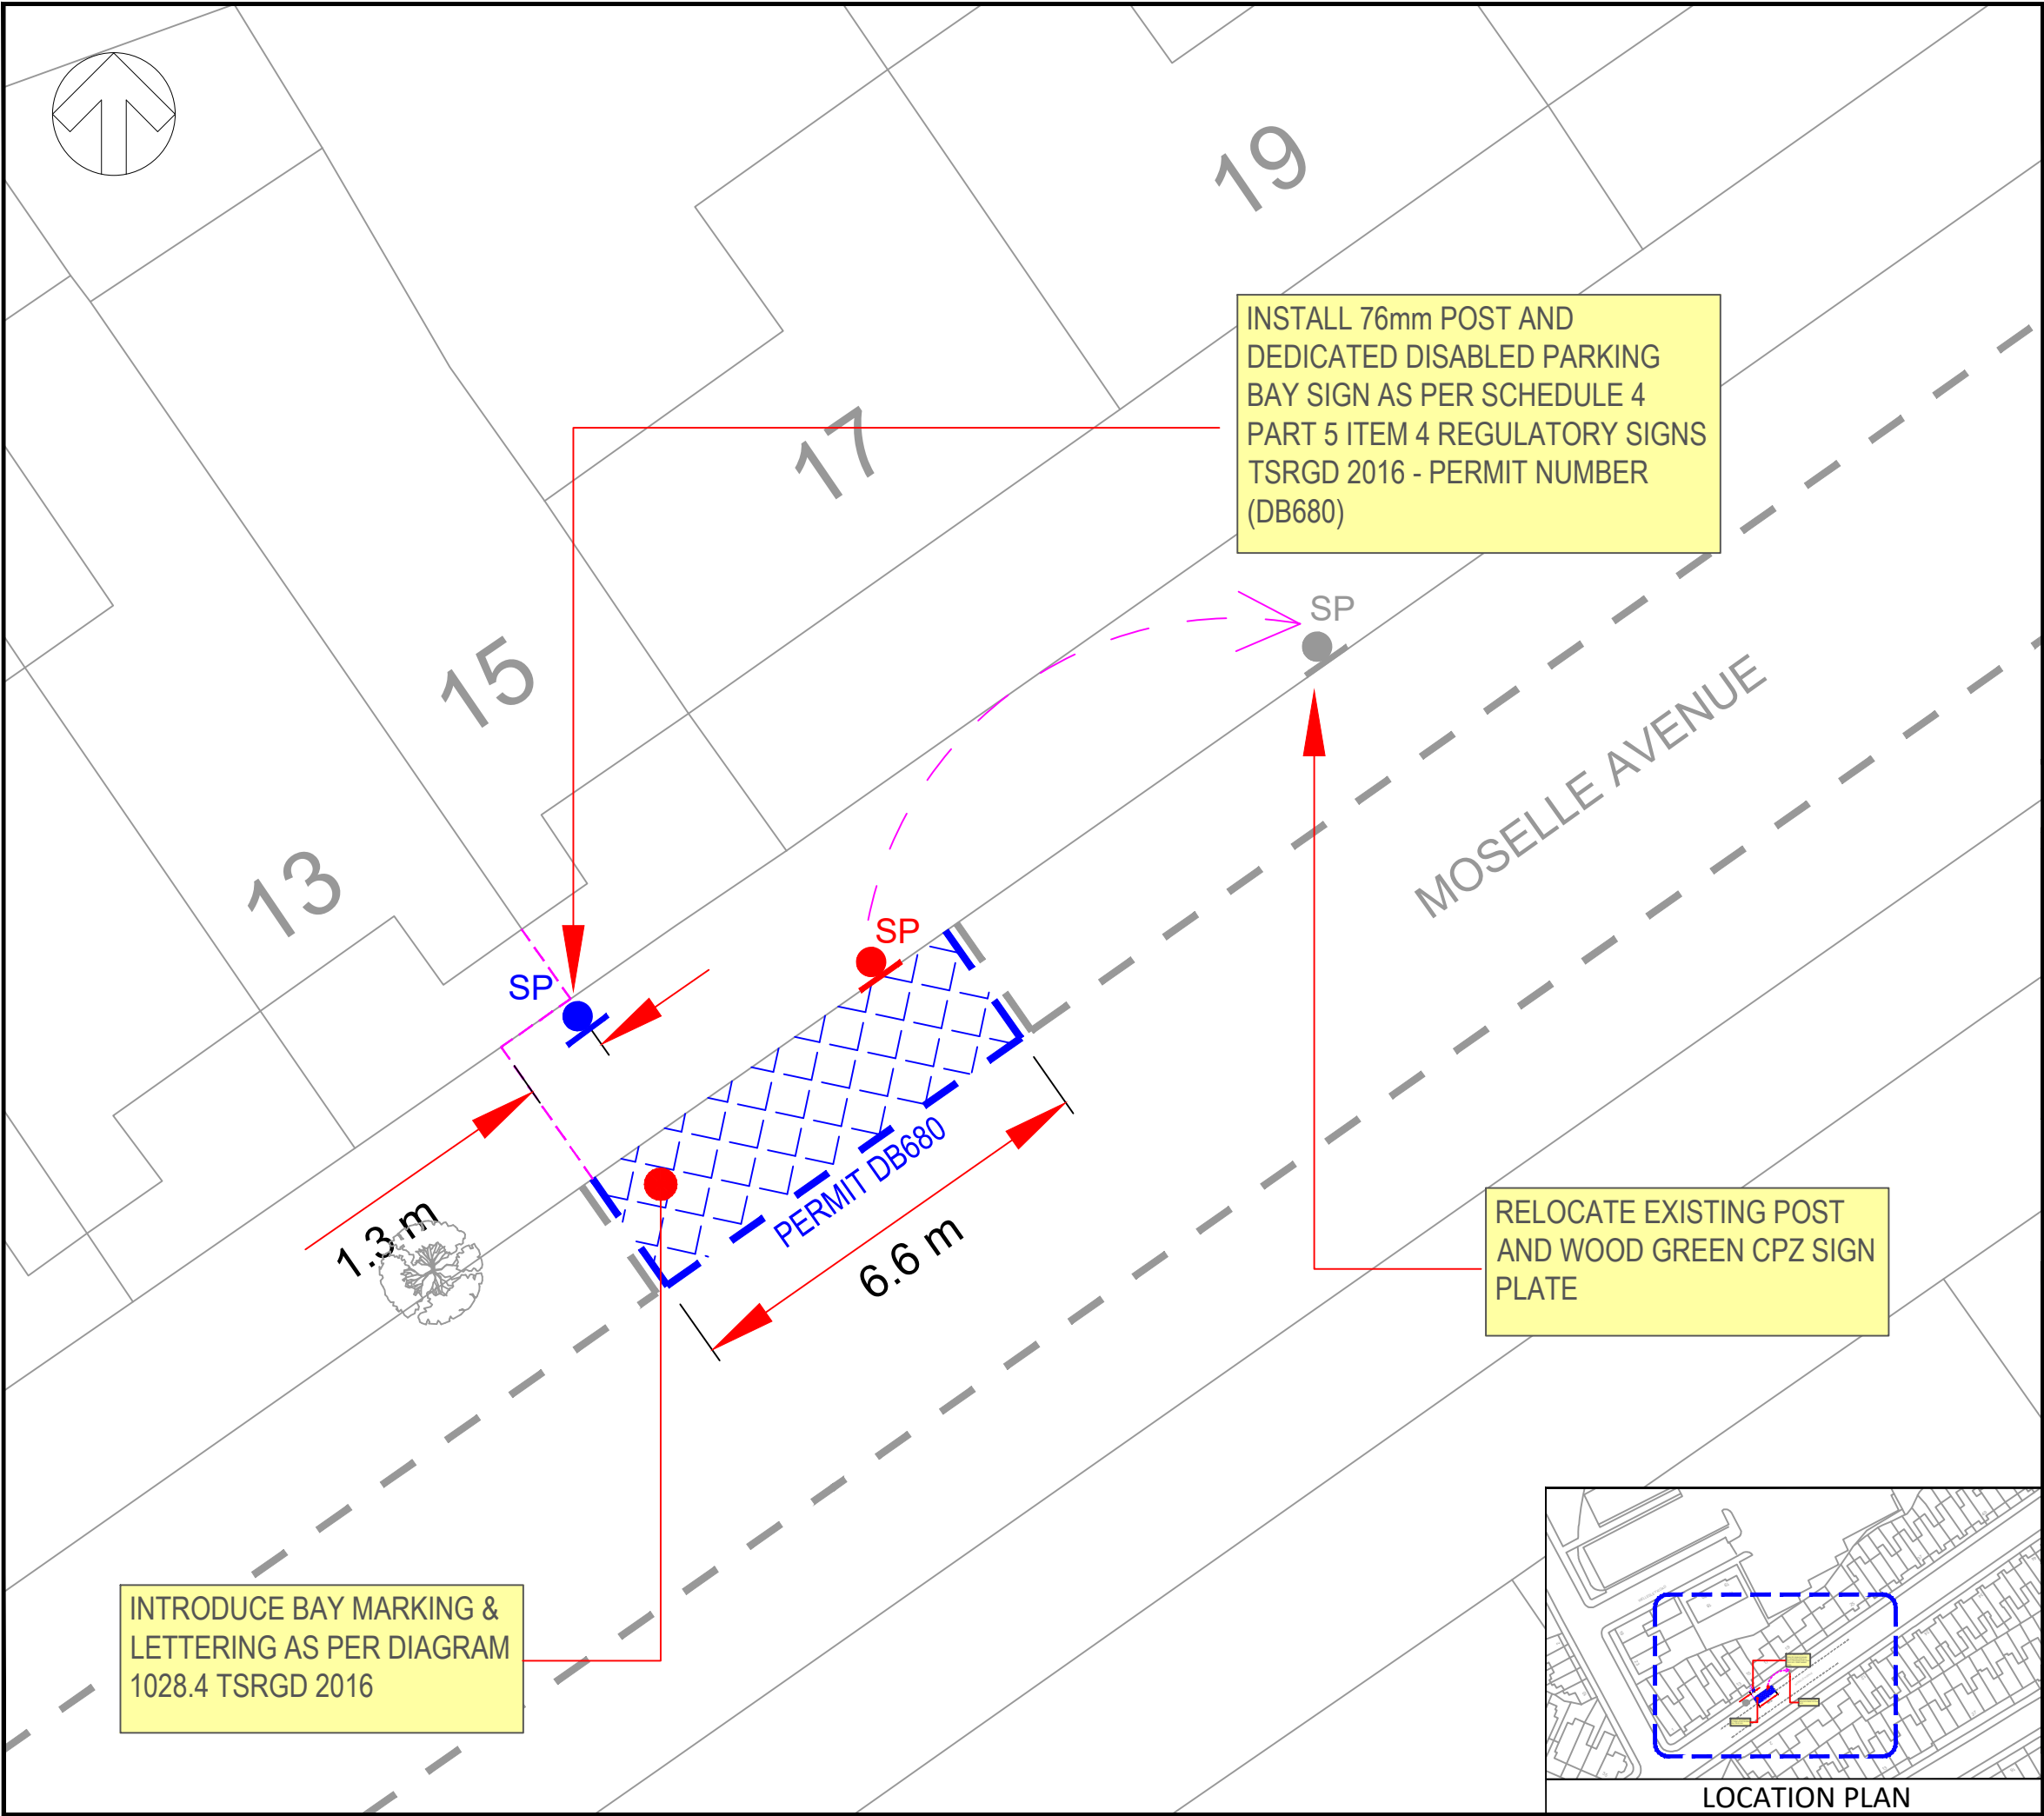 19
INSTALL 76mm POST AND
DEDICATED DISABLED PARKING
BAY SIGN AS PER SCHEDULE 4
PART 5 ITEM 4 REGULATORY SIGNS
TSRGD 2016 - PERMIT NUMBER
(DB680)
17
SP
15
MOSELLE AVENUE
13
SP
SP
PERMIT DB680
1.3 m
6.6 m
RELOCATE EXISTING POST
AND WOOD GREEN CPZ SIGN
PLATE
INTRODUCE BAY MARKING &
LETTERING AS PER DIAGRAM
1028.4 TSRGD 2016
LOCATION PLAN